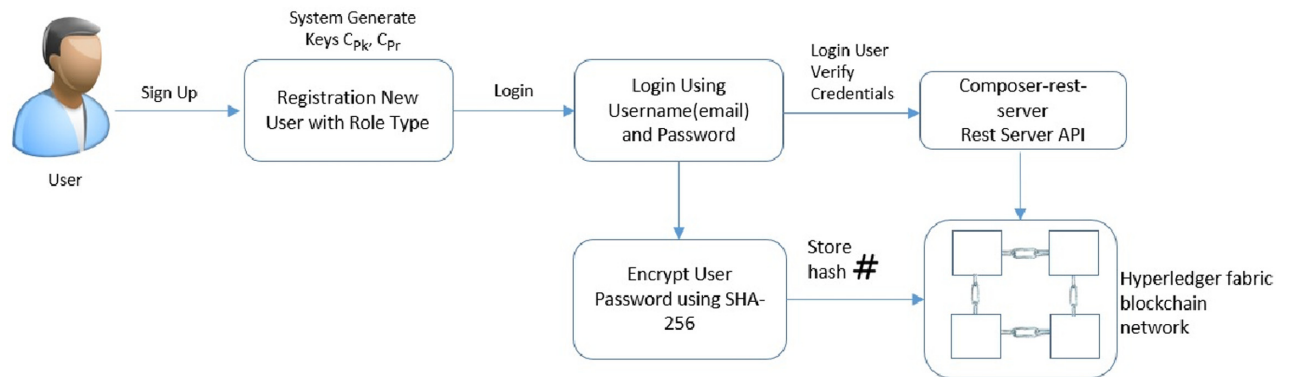 System Generate
Keys C_Pk, C_Pr
Sign Up
User
Registration New
User with Role Type
Login
Login Using
Username(email)
and Password
Login User
Verify
Credentials
Composer-rest-
server
Rest Server API
Encrypt User
Password using SHA-
256
Store
hash #
Hyperledger fabric
blockchain
network